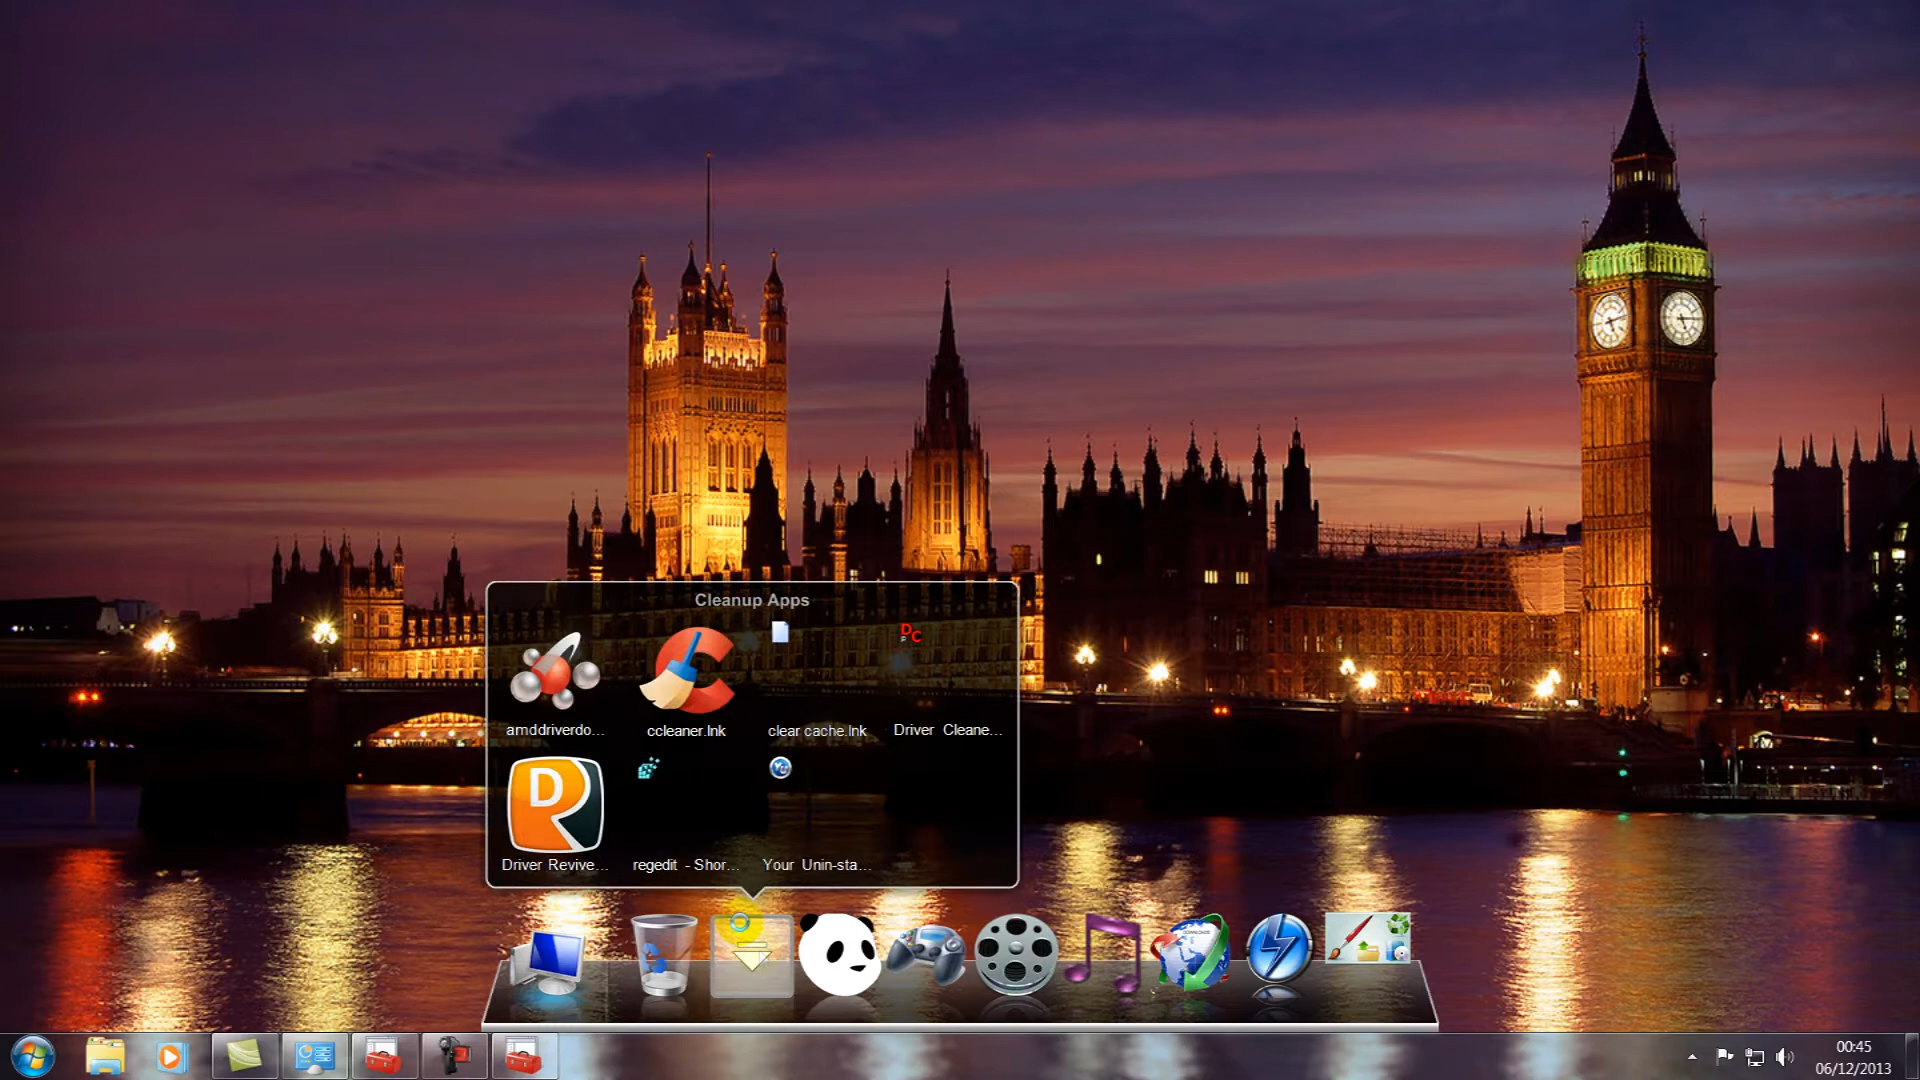 Cleanup Apps
amddriverdo...
ccleaner.lnk
clear cache.lnk
Driver Cleane...
Driver Revive...
regedit - Shor...
Your Unin-sta...
00:45
06/12/2013